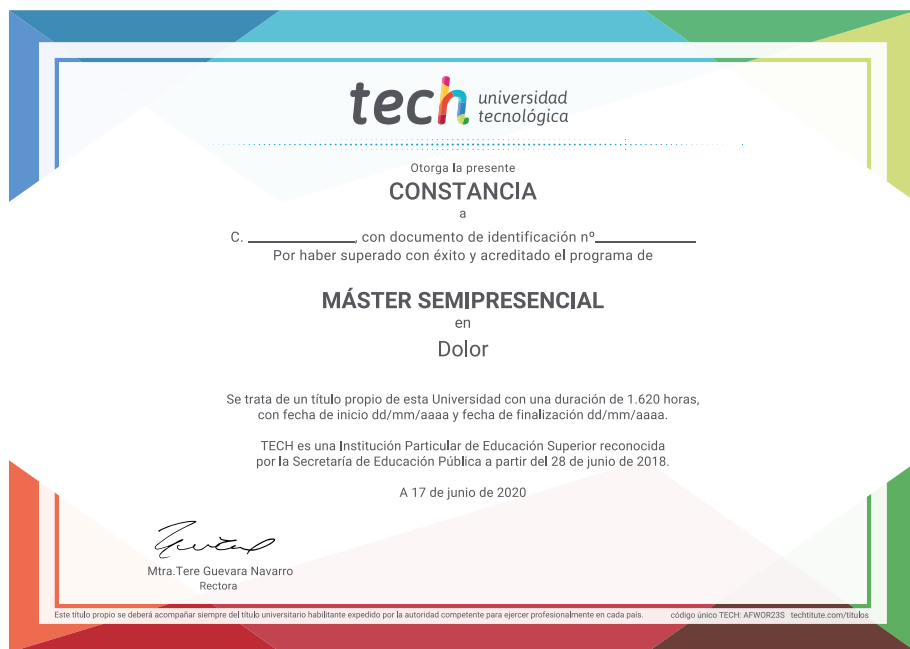 tech universidad
tecnológica
Otorga la presente
CONSTANCIA
a
C. ____________, con documento de identificación nº____________
Por haber superado con éxito y acreditado el programa de
MÁSTER SEMIPRESENCIAL
en
Dolor
Se trata de un título propio de esta Universidad con una duración de 1.620 horas,
con fecha de inicio dd/mm/aaaa y fecha de finalización dd/mm/aaaa.
TECH es una Institución Particular de Educación Superior reconocida
por la Secretaría de Educación Pública a partir del 28 de junio de 2018.
A 17 de junio de 2020
Mtra.Tere Guevara Navarro
Rectora
Este título propio se deberá acompañar siempre del título universitario habilitante expedido por la autoridad competente para ejercer profesionalmente en cada país. código único TECH: AFWOR23S techtitute.com/titulos